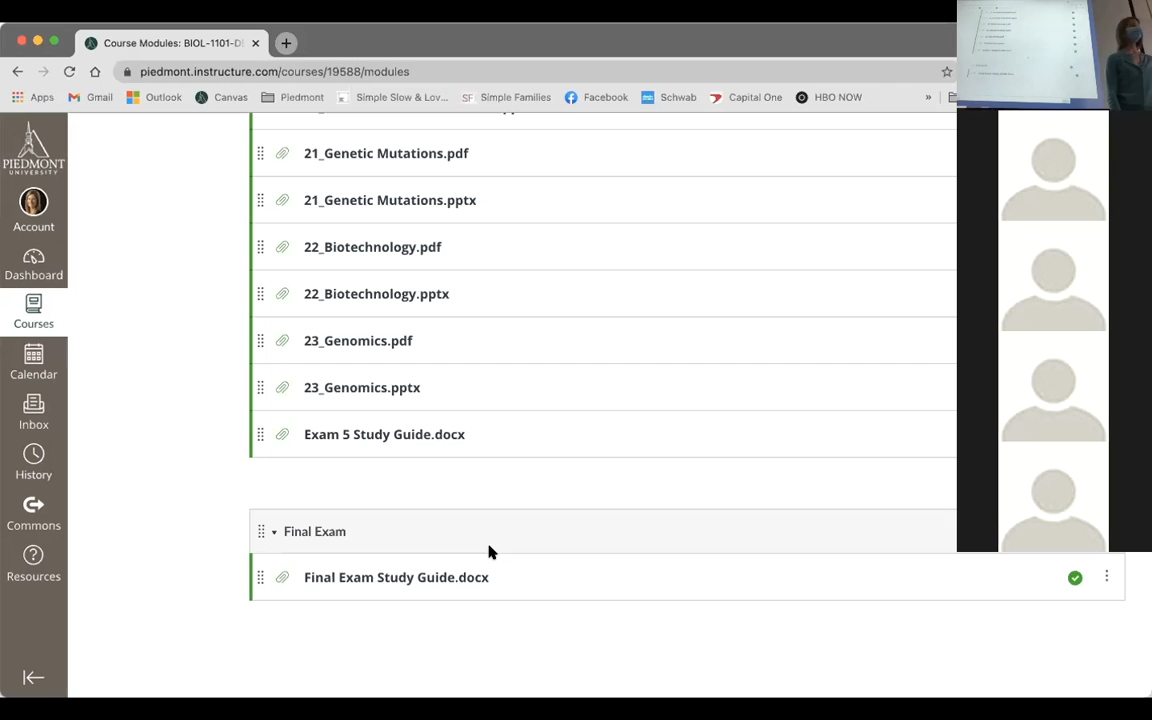 Course Modules: BIOL-1101-D
piedmont.instructure.com/courses/19588/modules
Apps
Gmail
Outlook
Canvas
Piedmont
Simple Slow & Lov...
SF Simple Families
Facebook
Schwab
Capital One
HBO NOW
»
PIEDMONT
UNIVERSITY
Account
Dashboard
Courses
Calendar
Inbox
History
Commons
Resources
21_Genetic Mutations.pdf
21_Genetic Mutations.pptx
22_Biotechnology.pdf
22_Biotechnology.pptx
23_Genomics.pdf
23_Genomics.pptx
Exam 5 Study Guide.docx
Final Exam
Final Exam Study Guide.docx